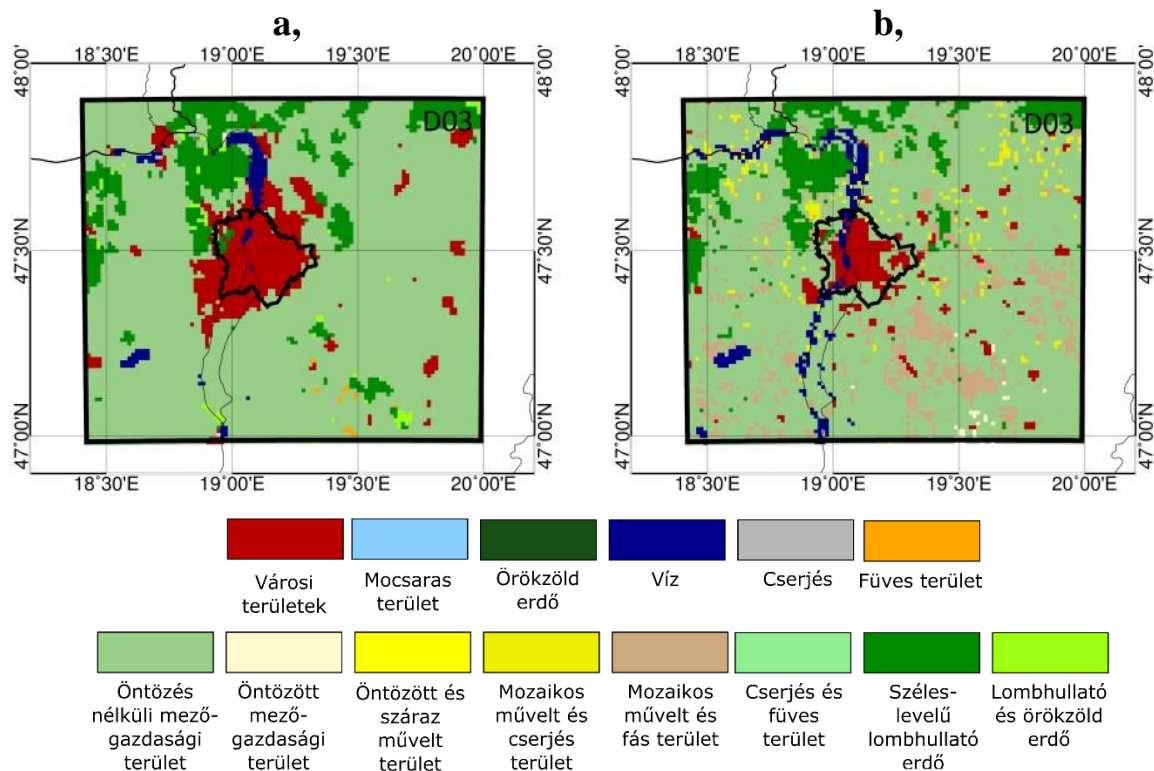 a, b,
18°30'E 19°00'E 19°30'E 20°00'E
18°30'E 19°00'E 19°30'E 20°00'E
48°00'
47°30'N
47°00'N
D03
48°00'
47°30'N
47°00'N
48°00'
47°30'N
47°00'N
D03
48°00'
47°30'N
47°00'N
18°30'E 19°00'E 19°30'E 20°00'E
18°30'E 19°00'E 19°30'E 20°00'E
Városi
területek
Mocsaras
terület
Örökzöld
erdő
Víz
Cserjés
Füves terület
Öntözés
nélküli mező-
gazdasági
terület
Öntözött
mező-
gazdasági
terület
Öntözött és
száraz
művelt
terület
Mozaikos
művelt és
cserjés
terület
Mozaikos
művelt és
fás terület
Cserjés és
füves
terület
Széles-
levelű
lombhullató
erdő
Lombhullató
és örökzöld
erdő